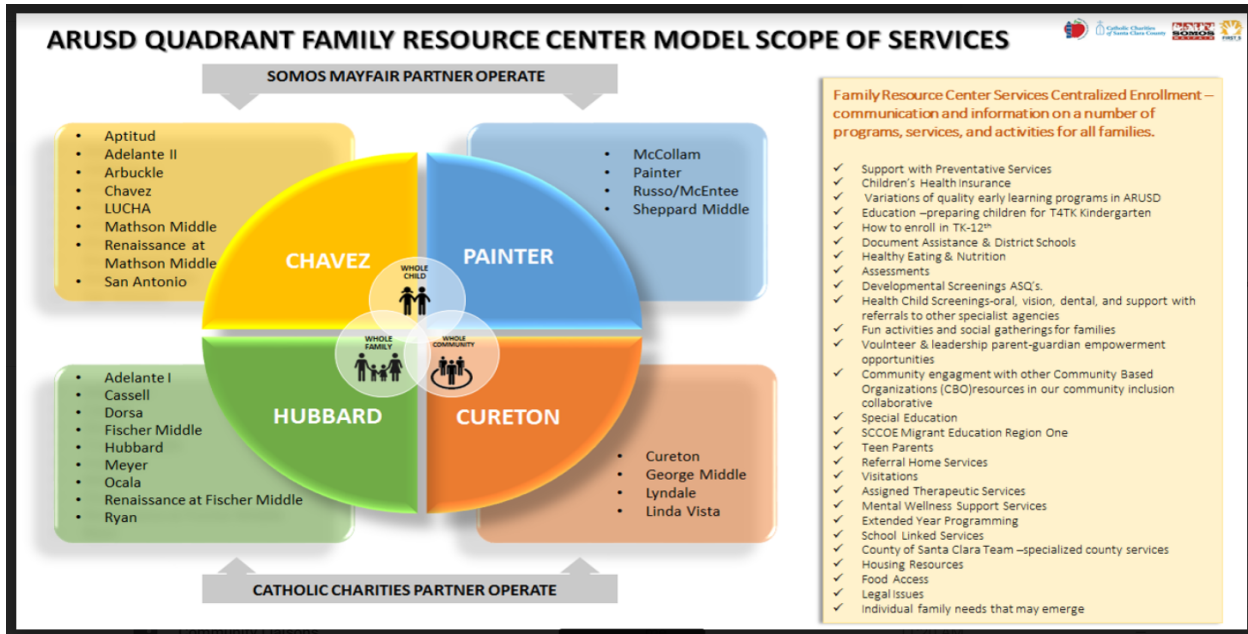 ARUSD QUADRANT FAMILY RESOURCE CENTER MODEL SCOPE OF SERVICES
Catholic Charities
of Santa Clara County
SOMOS
MAYFAIR
FIRST 5
SOMOS MAYFAIR PARTNER OPERATE
• Aptitud
• Adelante II
• Arbuckle
• Chavez
• LUCHA
• Mathson Middle
• Renaissance at
Mathson Middle
• San Antonio
• McCollam
• Painter
• Russo/McEntee
• Sheppard Middle
CHAVEZ
PAINTER
WHOLE
CHILD
WHOLE
FAMILY
WHOLE
COMMUNITY
HUBBARD
CURETON
• Adelante I
• Cassell
• Dorsa
• Fischer Middle
• Hubbard
• Meyer
• Ocala
• Renaissance at Fischer Middle
• Ryan
• Cureton
• George Middle
• Lyndale
• Linda Vista
CATHOLIC CHARITIES PARTNER OPERATE
Family Resource Center Services Centralized Enrollment –
communication and information on a number of
programs, services, and activities for all families.
✓ Support with Preventative Services
✓ Children's Health Insurance
✓ Variations of quality early learning programs in ARUSD
✓ Education –preparing children for T4TK Kindergarten
✓ How to enroll in TK-12th
✓ Document Assistance & District Schools
✓ Healthy Eating & Nutrition
✓ Assessments
✓ Developmental Screenings ASQ's.
✓ Health Child Screenings-oral, vision, dental, and support with
referrals to other specialist agencies
✓ Fun activities and social gatherings for families
✓ Voulnteer & leadership parent-guardian empowerment
opportunities
✓ Community engagment with other Community Based
Organizations (CBO)resources in our community inclusion
collaborative
✓ Special Education
✓ SCCOE Migrant Education Region One
✓ Teen Parents
✓ Referral Home Services
✓ Visitations
✓ Assigned Therapeutic Services
✓ Mental Wellness Support Services
✓ Extended Year Programming
✓ School Linked Services
✓ County of Santa Clara Team –specialized county services
✓ Housing Resources
✓ Food Access
✓ Legal Issues
✓ Individual family needs that may emerge